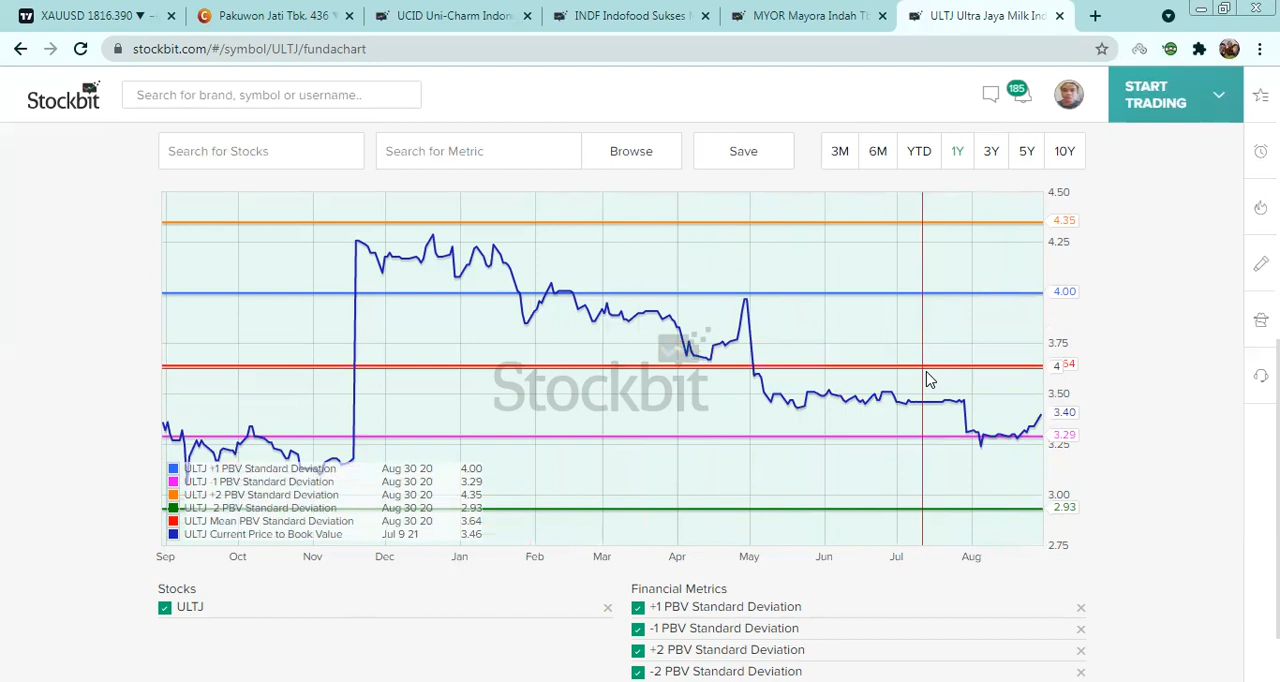 XAUUSD 1816.390 ▼ −
Pakuwon Jati Tbk. 436
UCID Uni-Charm Indon
INDF Indofood Sukses M
MYOR Mayora Indah Tb
ULTJ Ultra Jaya Milk Ind
stockbit.com/#/symbol/ULTJ/fundachart
Stockbit
Search for brand, symbol or username..
185
START
TRADING
Search for Stocks
Search for Metric
Browse
Save
3M
6M
YTD
1Y
3Y
5Y
10Y
4.50
4.35
4.25
4.00
3.75
4
64
3.50
3.40
3.29
3.25
3.00
2.93
2.75
Stockbit
ULTJ +1 PBV Standard Deviation Aug 30 20 4.00
ULTJ -1 PBV Standard Deviation Aug 30 20 3.29
ULTJ +2 PBV Standard Deviation Aug 30 20 4.35
ULTJ -2 PBV Standard Deviation Aug 30 20 2.93
ULTJ Mean PBV Standard Deviation Aug 30 20 3.64
ULTJ Current Price to Book Value Jul 9 21 3.46
Sep Oct Nov Dec Jan Feb Mar Apr May Jun Jul Aug
Stocks
ULTJ
Financial Metrics
+1 PBV Standard Deviation
-1 PBV Standard Deviation
+2 PBV Standard Deviation
-2 PBV Standard Deviation